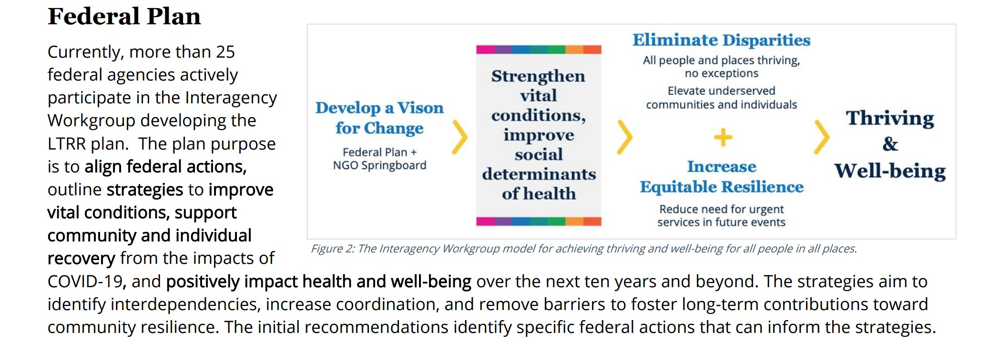 Federal Plan
Currently, more than 25
federal agencies actively
participate in the Interagency
Workgroup developing the
LTRR plan.  The plan purpose
is to align federal actions,
outline strategies to improve
vital conditions, support
community and individual
recovery from the impacts of
COVID-19, and positively impact health and well-being over the next ten years and beyond. The strategies aim to
identify interdependencies, increase coordination, and remove barriers to foster long-term contributions toward
community resilience. The initial recommendations identify specific federal actions that can inform the strategies.
Develop a Vison
for Change
Federal Plan +
NGO Springboard
Strengthen
vital
conditions,
improve
social
determinants
of health
Eliminate Disparities
All people and places thriving,
no exceptions
Elevate underserved
communities and individuals
+
Increase
Equitable Resilience
Reduce need for urgent
services in future events
Thriving
&
Well-being
Figure 2: The Interagency Workgroup model for achieving thriving and well-being for all people in all places.